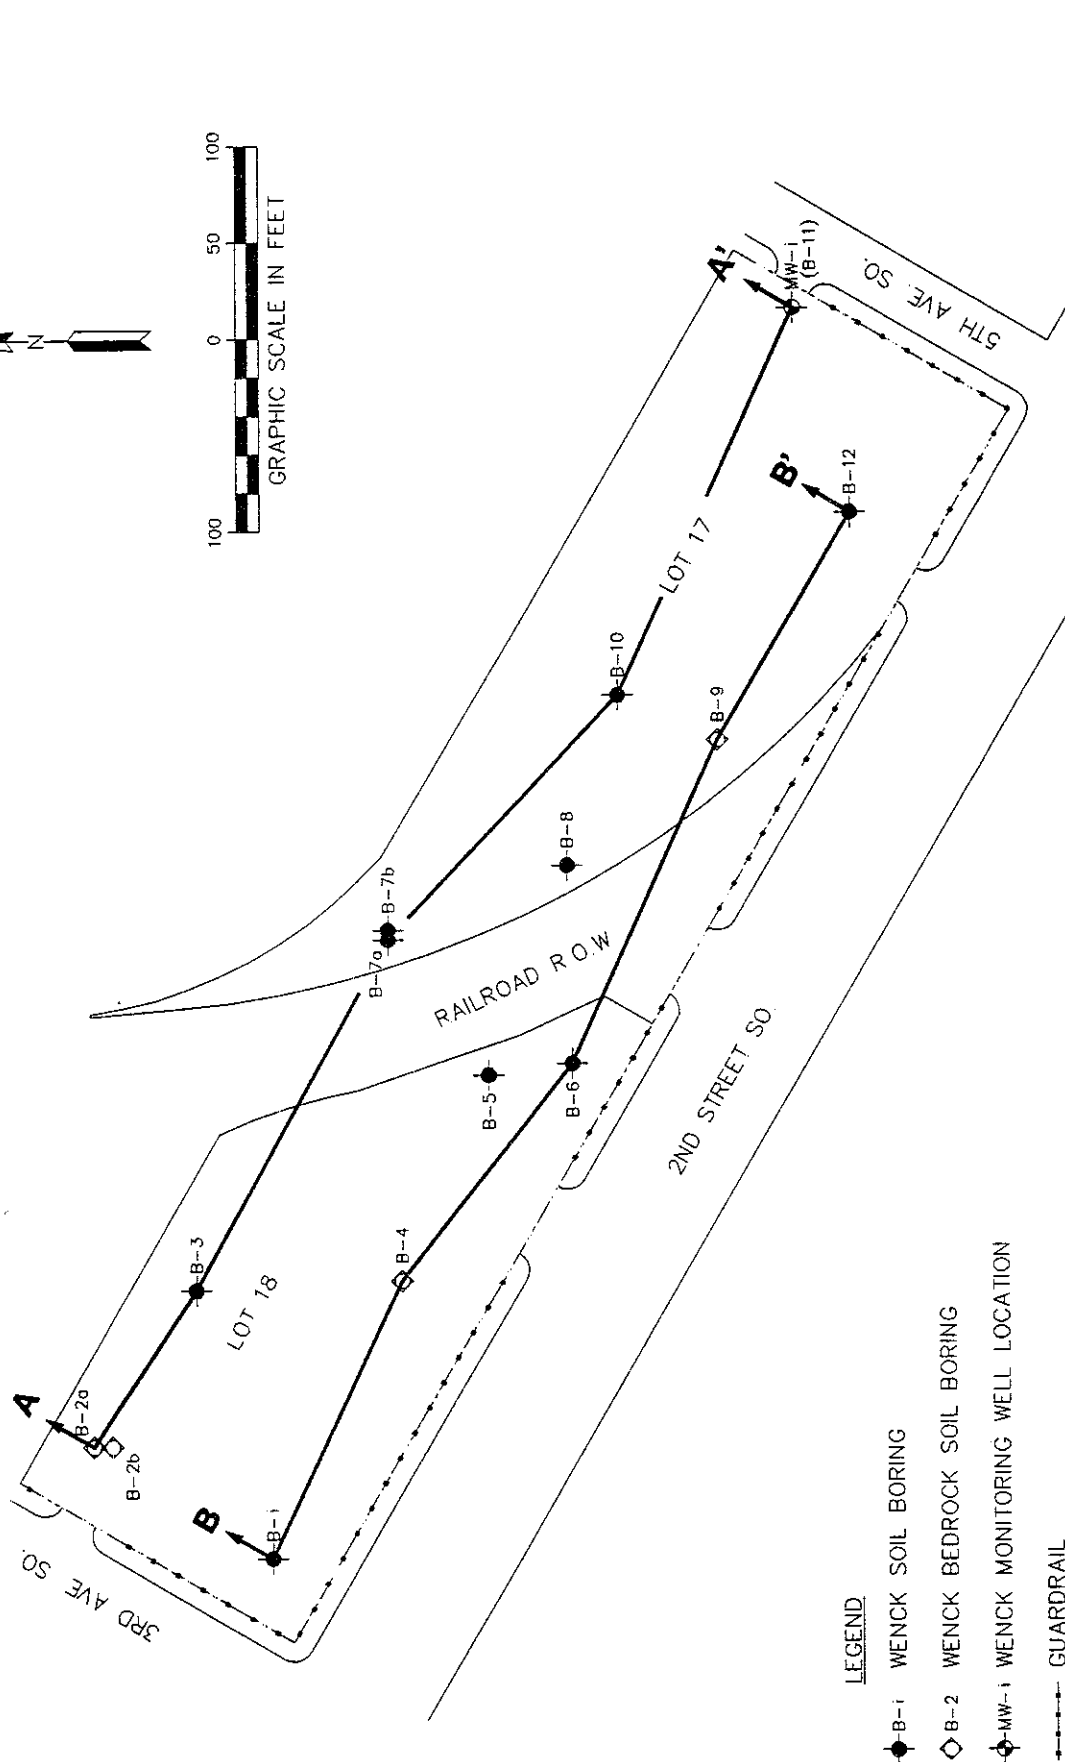 N
100 0 50 100
GRAPHIC SCALE IN FEET
3RD AVE SO.
A
B-2a
B-2b
B-3
LOT 18
B
B-1
B-4
B-5
B-6
RAILROAD R O.W
B-7a
B-7b
B-8
B-9
B-10
LOT 17
A'
MW-1
(B-11)
B'
B-12
5TH AVE. SO.
2ND STREET SO.
LEGEND
B-1 WENCK SOIL BORING
B-2 WENCK BEDROCK SOIL BORING
MW-1 WENCK MONITORING WELL LOCATION
GUARDRAIL